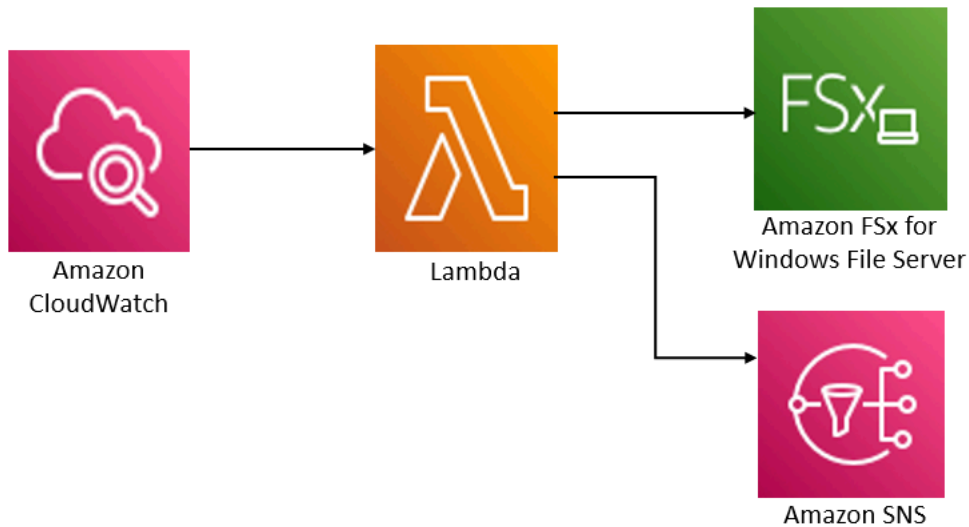 FSx
Amazon
CloudWatch
Lambda
Amazon FSx for
Windows File Server
Amazon SNS